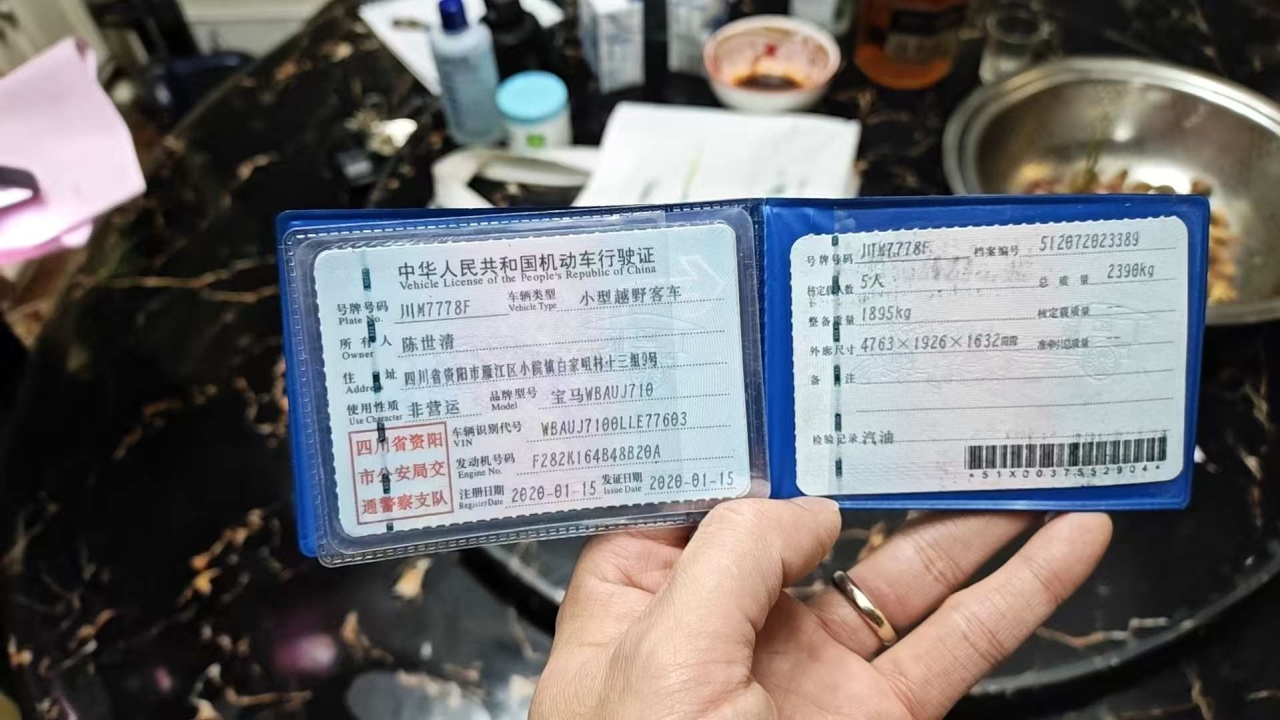 中华人民共和国机动车行驶证
Vehicle License of the People's Republic of China
号牌号码 川M7778F 车辆类型 小型越野客车
Plate No. Vehicle Type
所有人 陈世清
Owner
住址 四川省资阳市雁江区小院镇白家咀村十三组9号
Address
使用性质 非营运 品牌型号 宝马WBAUJ710
Use Character Model
车辆识别代号 WBAUJ7100LLE77603
VIN
发动机号码 F282K164B48B20A
Engine No.
注册日期 2020-01-15 发证日期 2020-01-15
Register Date Issue Date
四川省资阳
市公安局交
通警察支队
号牌号码 川M7778F 档案编号 512072023389
核定载人数 5人 总质量 2390kg
整备质量 1895kg 核定载质量
外廓尺寸 4763×1926×1632 准牵引总质量 --
备注
检验记录 汽油
*51X0037552904*